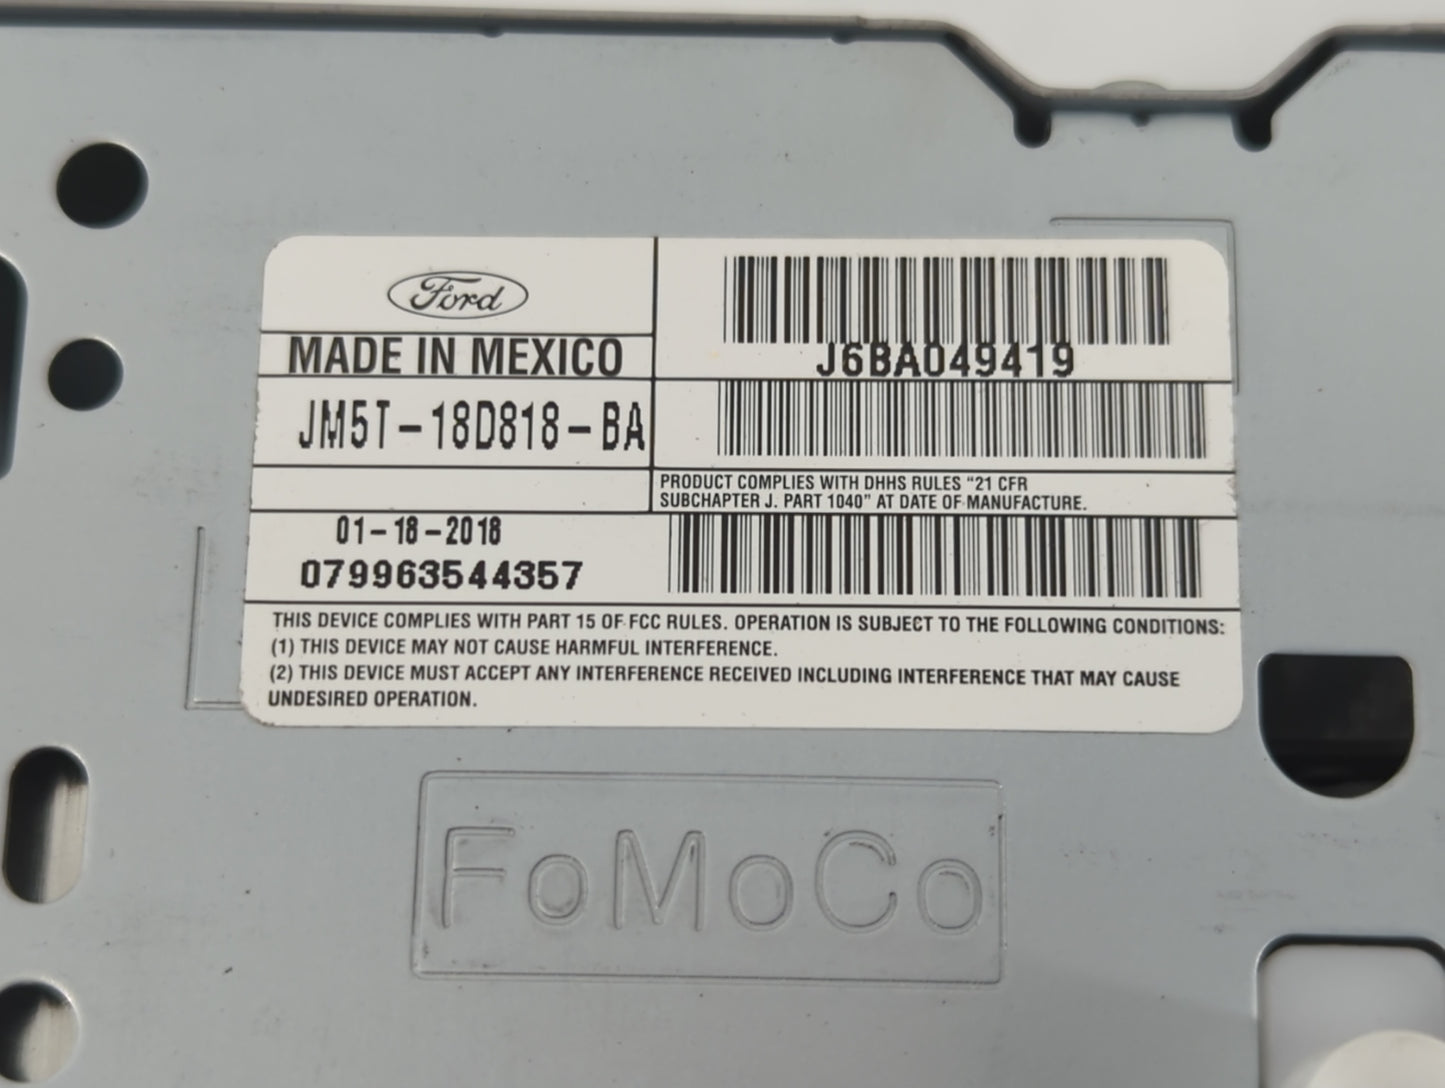 Ford
MADE IN MEXICO
J6BA049419
JM5T-18D818-BA
PRODUCT COMPLIES WITH DHHS RULES "21 CFR
SUBCHAPTER J. PART 1040" AT DATE OF MANUFACTURE.
01-18-2018
079963544357
THIS DEVICE COMPLIES WITH PART 15 OF FCC RULES. OPERATION IS SUBJECT TO THE FOLLOWING CONDITIONS:
(1) THIS DEVICE MAY NOT CAUSE HARMFUL INTERFERENCE.
(2) THIS DEVICE MUST ACCEPT ANY INTERFERENCE RECEIVED INCLUDING INTERFERENCE THAT MAY CAUSE
UNDESIRED OPERATION.
FoMoCo